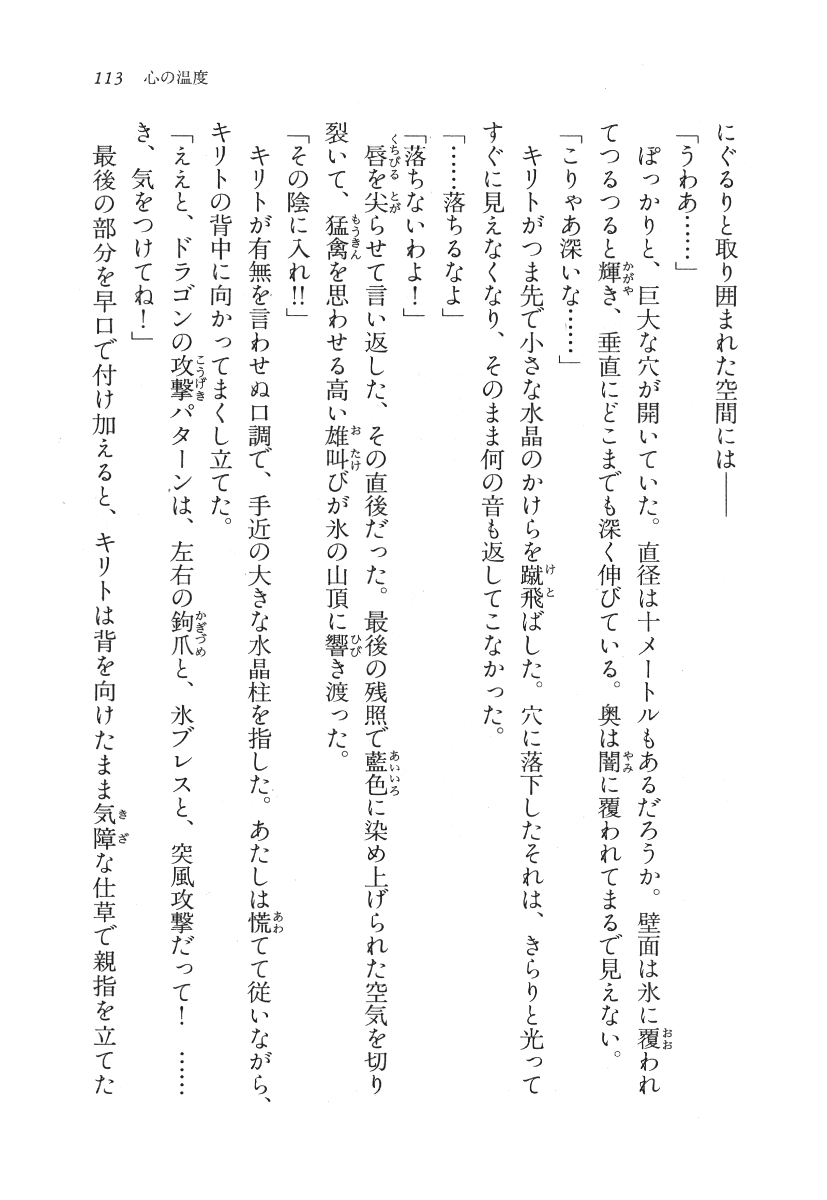 113 心の温度
にぐるりと取り囲まれた空間には――
「うわあ……」
ぽっかりと、巨大な穴が開いていた。直径は十メートルもあるだろうか。壁面は氷に覆われ
てつるつると輝き、垂直にどこまでも深く伸びている。奥は闇に覆われてまるで見えない。
「こりゃあ深いな……」
キリトがつま先で小さな水晶のかけらを蹴飛ばした。穴に落下したそれは、きらりと光って
すぐに見えなくなり、そのまま何の音も返してこなかった。
「……落ちるなよ」
「落ちないわよ！」
唇を尖らせて言い返した、その直後だった。最後の残照で藍色に染め上げられた空気を切り
裂いて、猛禽を思わせる高い雄叫びが氷の山頂に響き渡った。
「その陰に入れ!!」
キリトが有無を言わせぬ口調で、手近の大きな水晶柱を指した。あたしは慌てて従いながら、
キリトの背中に向かってまくし立てた。
「ええと、ドラゴンの攻撃パターンは、左右の鉤爪と、氷ブレスと、突風攻撃だって！　……
き、気をつけてね！」
最後の部分を早口で付け加えると、キリトは背を向けたまま気障な仕草で親指を立てた